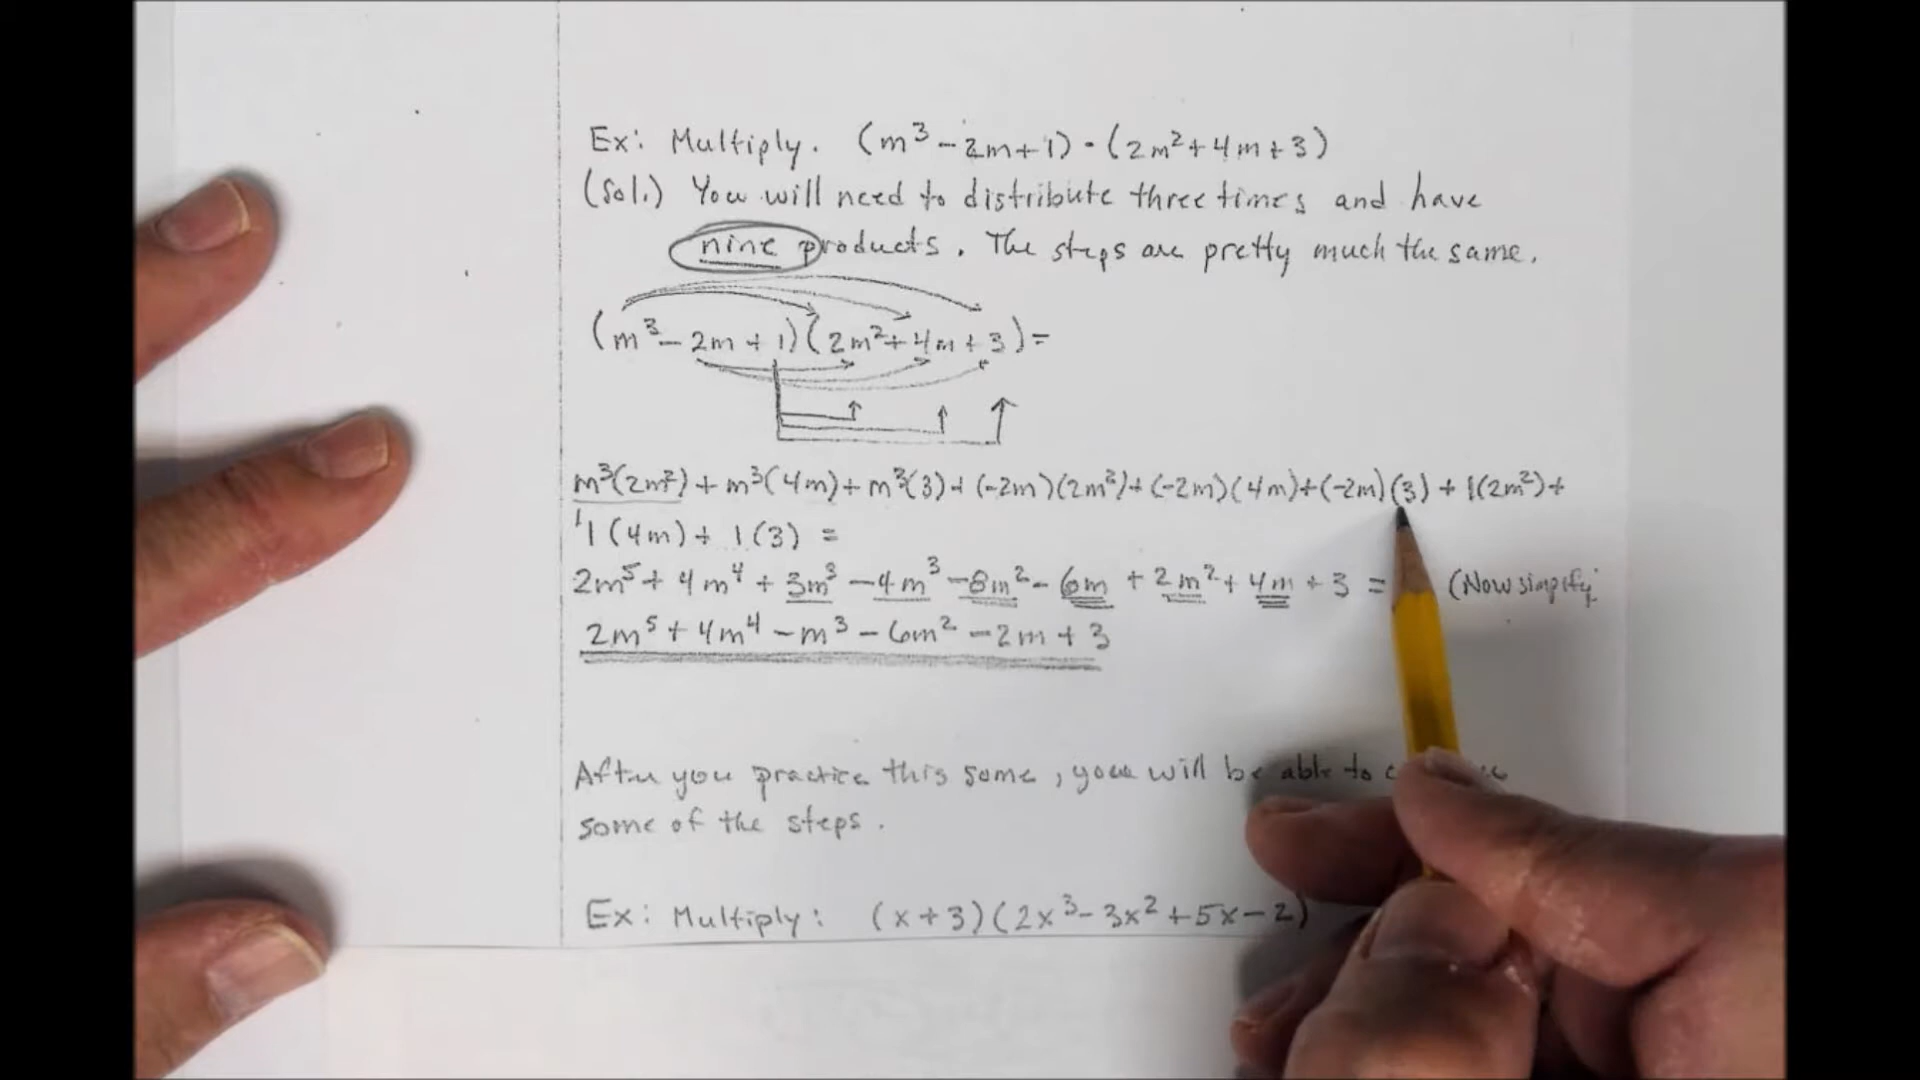 Ex: Multiply. (m³ - 2m + 1) · (2m² + 4m + 3)
(Sol.) You will need to distribute three times and have
nine products. The steps are pretty much the same.
(m³ - 2m + 1)(2m² + 4m + 3) =
m³(2m²) + m³(4m) + m³(3) + (-2m)(2m²) + (-2m)(4m) + (-2m)(3) + 1(2m²) +
1(4m) + 1(3) =
2m⁵ + 4m⁴ + 3m³ - 4m³ - 8m² - 6m + 2m² + 4m + 3 = (Now simplify
2m⁵ + 4m⁴ - m³ - 6m² - 2m + 3
After you practice this some, you will be able to
some of the steps.
Ex: Multiply: (x + 3)(2x³ - 3x² + 5x - 2)